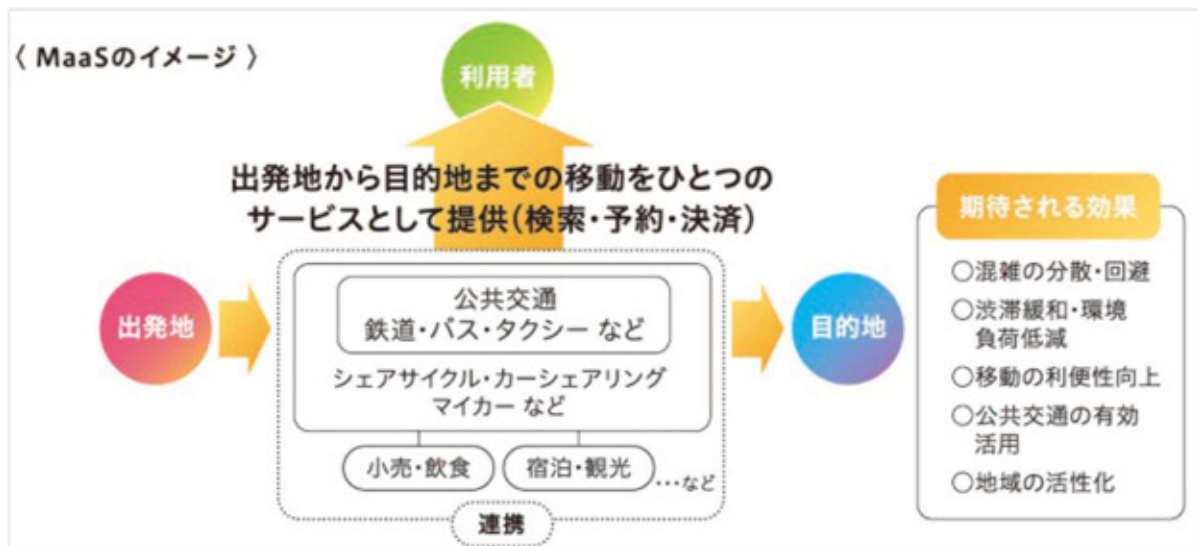 〈 MaaSのイメージ 〉
利用者
出発地から目的地までの移動をひとつの
サービスとして提供(検索・予約・決済)
出発地
公共交通
鉄道・バス・タクシー など
シェアサイクル・カーシェアリング
マイカー など
小売・飲食
宿泊・観光
…など
連携
目的地
期待される効果
○混雑の分散・回避
○渋滞緩和・環境
負荷低減
○移動の利便性向上
○公共交通の有効
活用
○地域の活性化